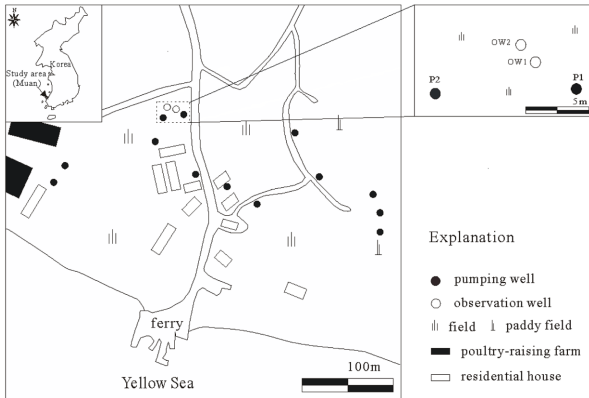 N
Korea
Study area
(Muan)
OW2
OW1
P2
P1
5m
Explanation
pumping well
observation well
field
paddy field
poultry-raising farm
residential house
ferry
100m
Yellow Sea